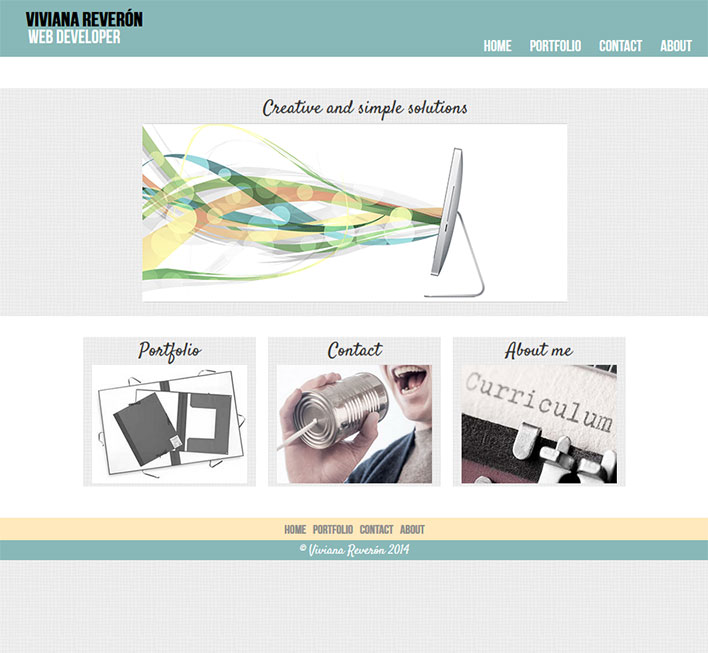 VIVIANA REVERÓN
WEB DEVELOPER
HOME PORTFOLIO CONTACT ABOUT
Creative and simple solutions
Portfolio
Contact
About me
Curriculum
HOME PORTFOLIO CONTACT ABOUT
© Viviana Reverón 2014